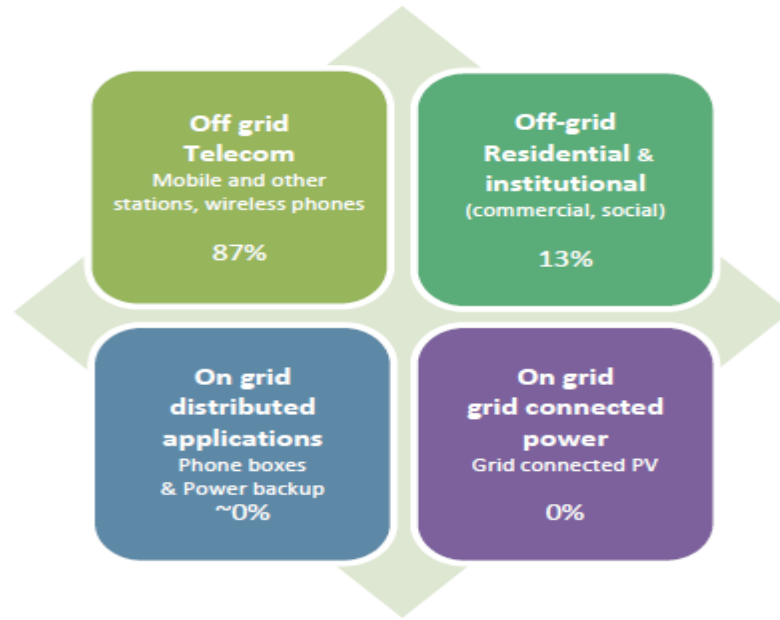 Off grid
Telecom
Mobile and other
stations, wireless phones
87%
Off-grid
Residential &
institutional
(commercial, social)
13%
On grid
distributed
applications
Phone boxes
& Power backup
~0%
On grid
grid connected
power
Grid connected PV
0%